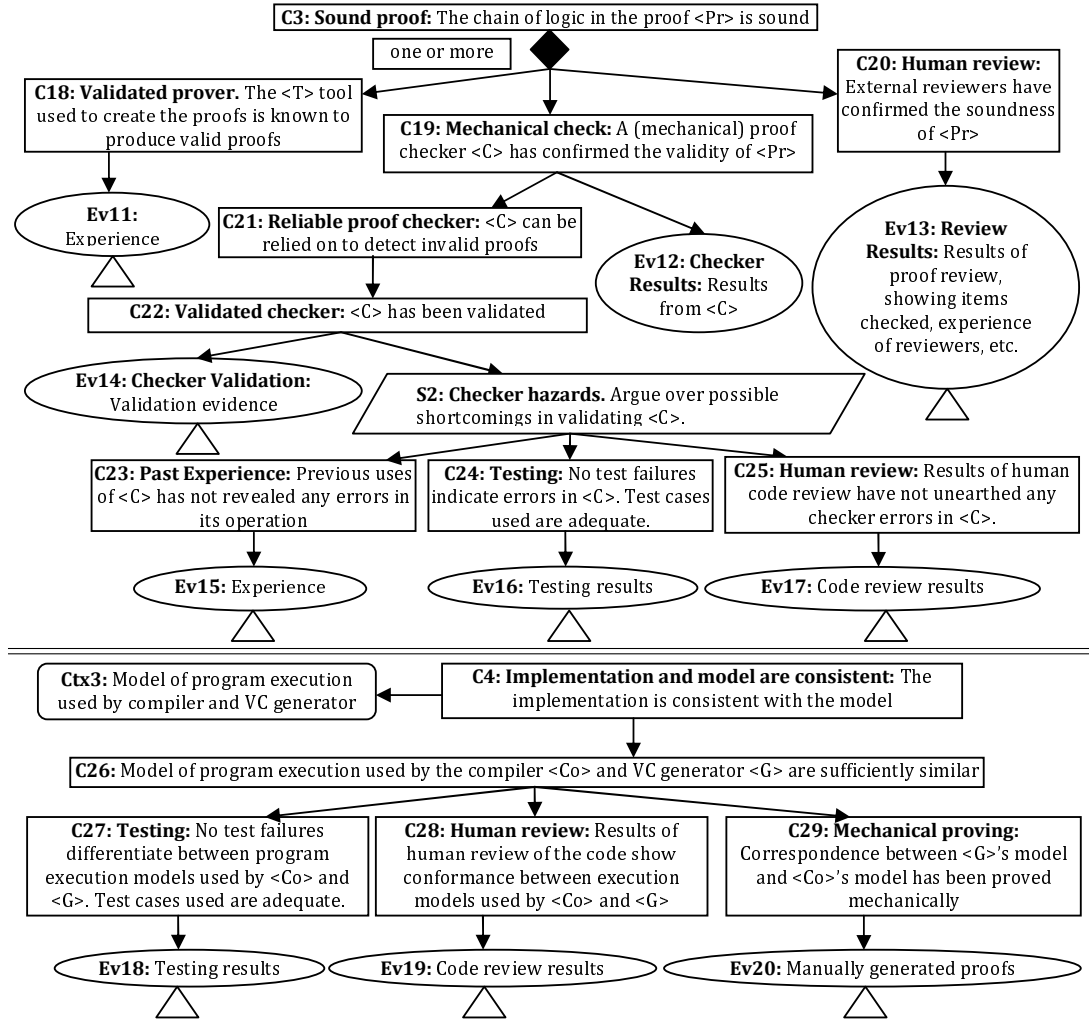 C3: Sound proof: The chain of logic in the proof <Pr> is sound
one or more
C18: Validated prover. The <T> tool
used to create the proofs is known to
produce valid proofs
C19: Mechanical check: A (mechanical) proof
checker <C> has confirmed the validity of <Pr>
C20: Human review:
External reviewers have
confirmed the soundness
of <Pr>
Ev11:
Experience
C21: Reliable proof checker: <C> can be
relied on to detect invalid proofs
Ev12: Checker
Results: Results
from <C>
Ev13: Review
Results: Results of
proof review,
showing items
checked, experience
of reviewers, etc.
C22: Validated checker: <C> has been validated
Ev14: Checker Validation:
Validation evidence
S2: Checker hazards. Argue over possible
shortcomings in validating <C>.
C23: Past Experience: Previous uses
of <C> has not revealed any errors in
its operation
C24: Testing: No test failures
indicate errors in <C>. Test cases
used are adequate.
C25: Human review: Results of human
code review have not unearthed any
checker errors in <C>.
Ev15: Experience
Ev16: Testing results
Ev17: Code review results
Ctx3: Model of program execution
used by compiler and VC generator
C4: Implementation and model are consistent: The
implementation is consistent with the model
C26: Model of program execution used by the compiler <Co> and VC generator <G> are sufficiently similar
C27: Testing: No test failures
differentiate between program
execution models used by <Co> and
<G>. Test cases used are adequate.
C28: Human review: Results of
human review of the code show
conformance between execution
models used by <Co> and <G>
C29: Mechanical proving:
Correspondence between <G>'s model
and <Co>'s model has been proved
mechanically
Ev18: Testing results
Ev19: Code review results
Ev20: Manually generated proofs